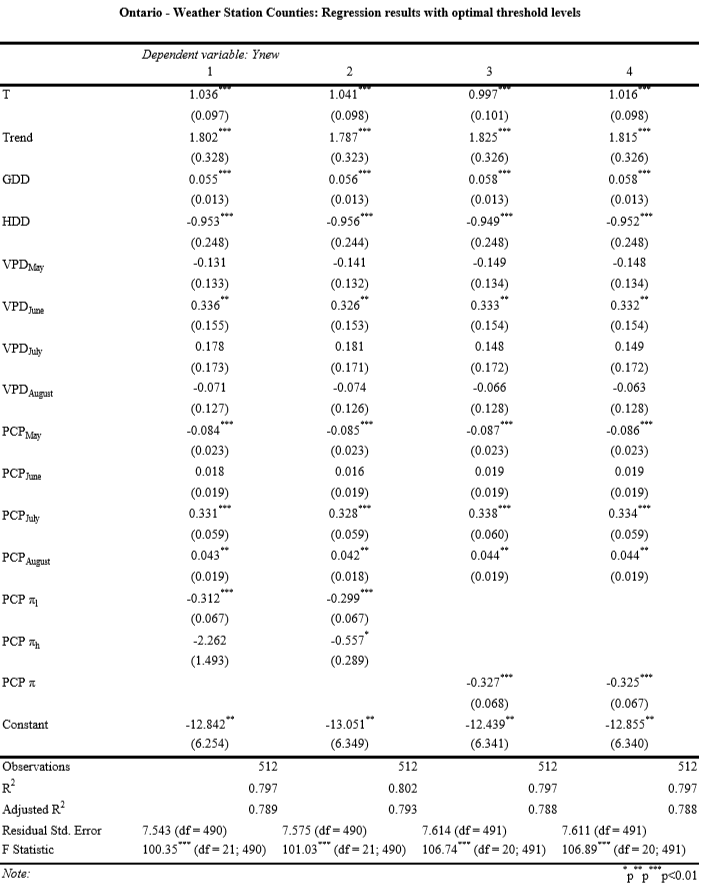 Ontario - Weather Station Counties: Regression results with optimal threshold levels
Dependent variable: Ynew
1 2 3 4
T 1.036*** 1.041*** 0.997*** 1.016***
(0.097) (0.098) (0.101) (0.098)
Trend 1.802*** 1.787*** 1.825*** 1.815***
(0.328) (0.323) (0.326) (0.326)
GDD 0.055*** 0.056*** 0.058*** 0.058***
(0.013) (0.013) (0.013) (0.013)
HDD -0.953*** -0.956*** -0.949*** -0.952***
(0.248) (0.244) (0.248) (0.248)
VPDMay -0.131 -0.141 -0.149 -0.148
(0.133) (0.132) (0.134) (0.134)
VPDJune 0.336** 0.326** 0.333** 0.332**
(0.155) (0.153) (0.154) (0.154)
VPDJuly 0.178 0.181 0.148 0.149
(0.173) (0.171) (0.172) (0.172)
VPDAugust -0.071 -0.074 -0.066 -0.063
(0.127) (0.126) (0.128) (0.128)
PCPMay -0.084*** -0.085*** -0.087*** -0.086***
(0.023) (0.023) (0.023) (0.023)
PCPJune 0.018 0.016 0.019 0.019
(0.019) (0.019) (0.019) (0.019)
PCPJuly 0.331*** 0.328*** 0.338*** 0.334***
(0.059) (0.059) (0.060) (0.059)
PCPAugust 0.043** 0.042** 0.044** 0.044**
(0.019) (0.018) (0.019) (0.019)
PCP πl -0.312*** -0.299***
(0.067) (0.067)
PCP πh -2.262 -0.557*
(1.493) (0.289)
PCP π -0.327*** -0.325***
(0.068) (0.067)
Constant -12.842** -13.051** -12.439** -12.855**
(6.254) (6.349) (6.341) (6.340)
Observations 512 512 512 512
R2 0.797 0.802 0.797 0.797
Adjusted R2 0.789 0.793 0.788 0.788
Residual Std. Error 7.543 (df = 490) 7.575 (df = 490) 7.614 (df = 491) 7.611 (df = 491)
F Statistic 100.35*** (df = 21; 490) 101.03*** (df = 21; 490) 106.74*** (df = 20; 491) 106.89*** (df = 20; 491)
Note: *p**p***p<0.01